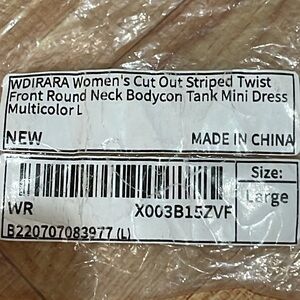 WDIRARA Women's Cut Out Striped Twist
Front Round Neck Bodycon Tank Mini Dress
Multicolor L
NEW MADE IN CHINA
Size:
Large
WR X003B15ZVF
B220707083977 (L)